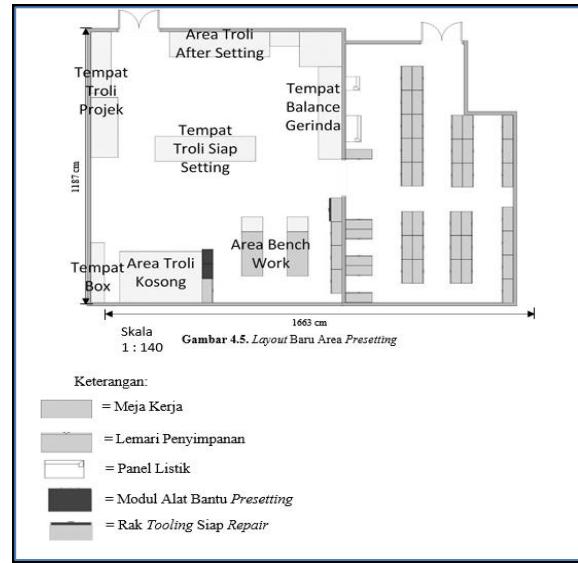 Area Troli
After Setting
Tempat
Troli
Projek
Tempat
Balance
Gerinda
Tempat
Troli Siap
Setting
1187 cm
Area Bench
Work
Tempat
Box
Area Troli
Kosong
1663 cm
Skala
1 : 140
Gambar 4.5. Layout Baru Area Presetting
Keterangan:
= Meja Kerja
= Lemari Penyimpanan
= Panel Listik
= Modul Alat Bantu Presetting
= Rak Tooling Siap Repair